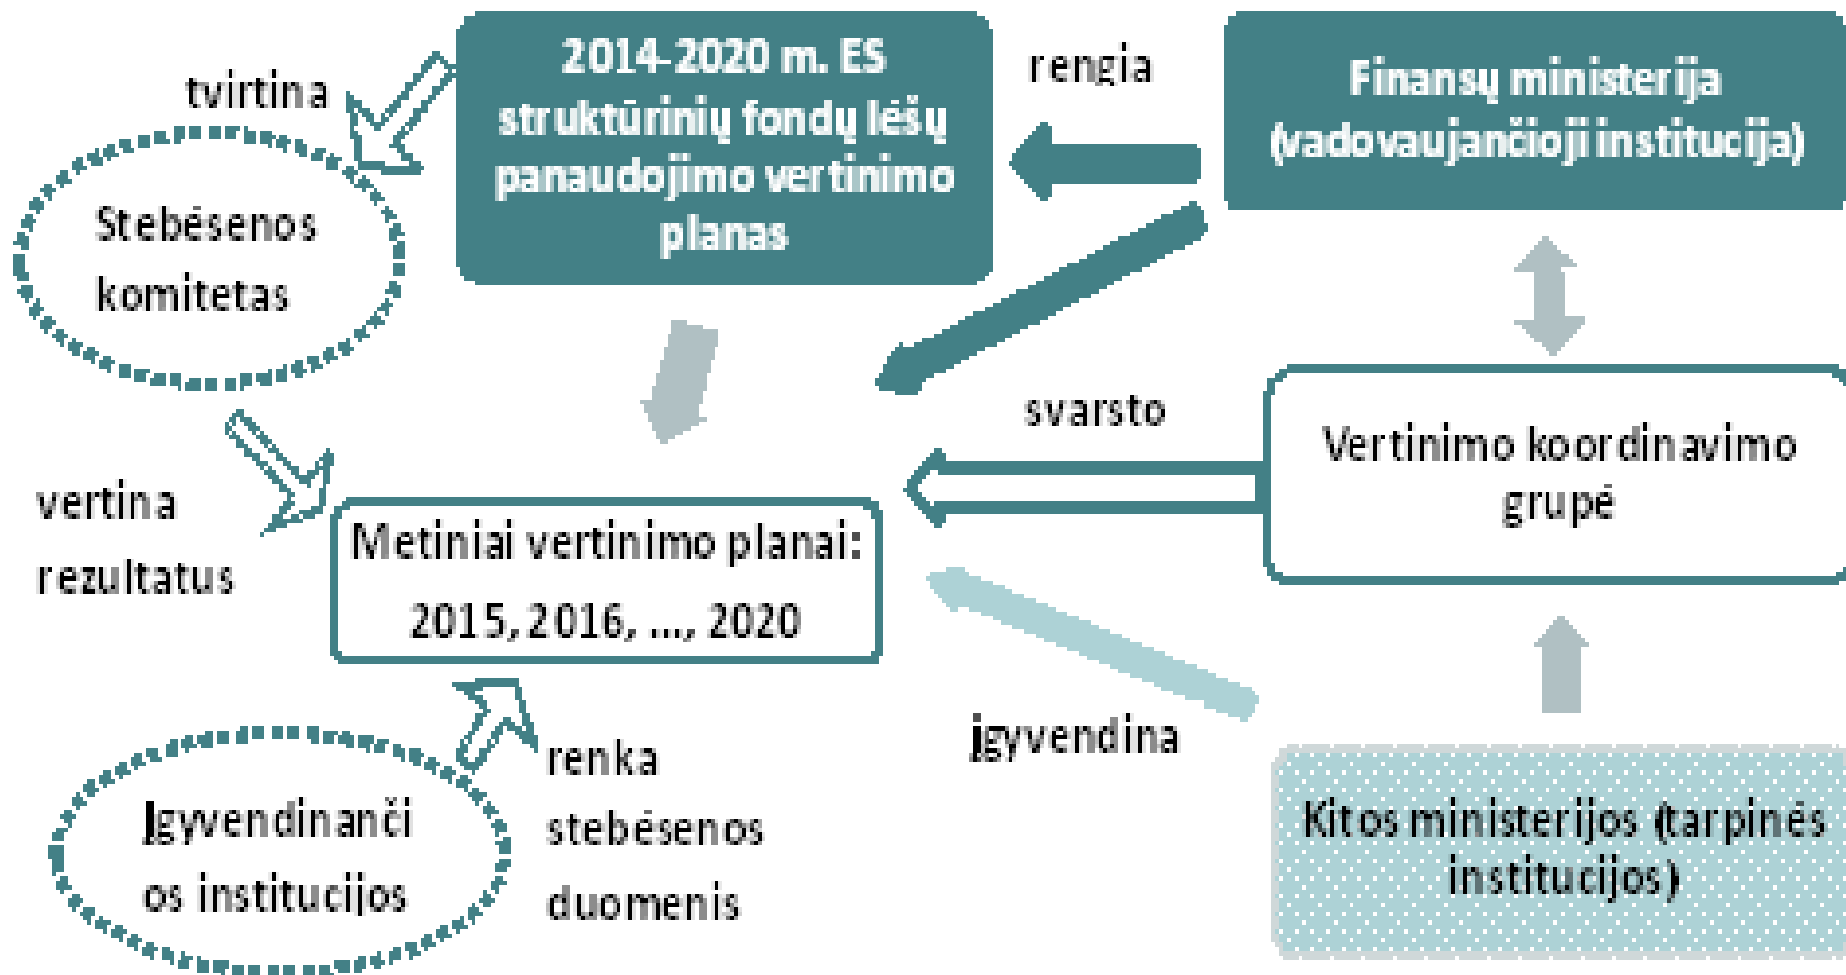 tvirtina
2014-2020 m. ES
struktūrinių fondų lėšų
panaudojimo vertinimo
planas
rengia
Finansų ministerija
(vadovaujančioji institucija)
Stebėsenos
komitetas
svarsto
Vertinimo koordinavimo
grupė
vertina
rezultatus
Metiniai vertinimo planai:
2015, 2016, ..., 2020
įgyvendina
Įgyvendinanči
os institucijos
renka
stebėsenos
duomenis
Kitos ministerijos (tarpinės
institucijos)